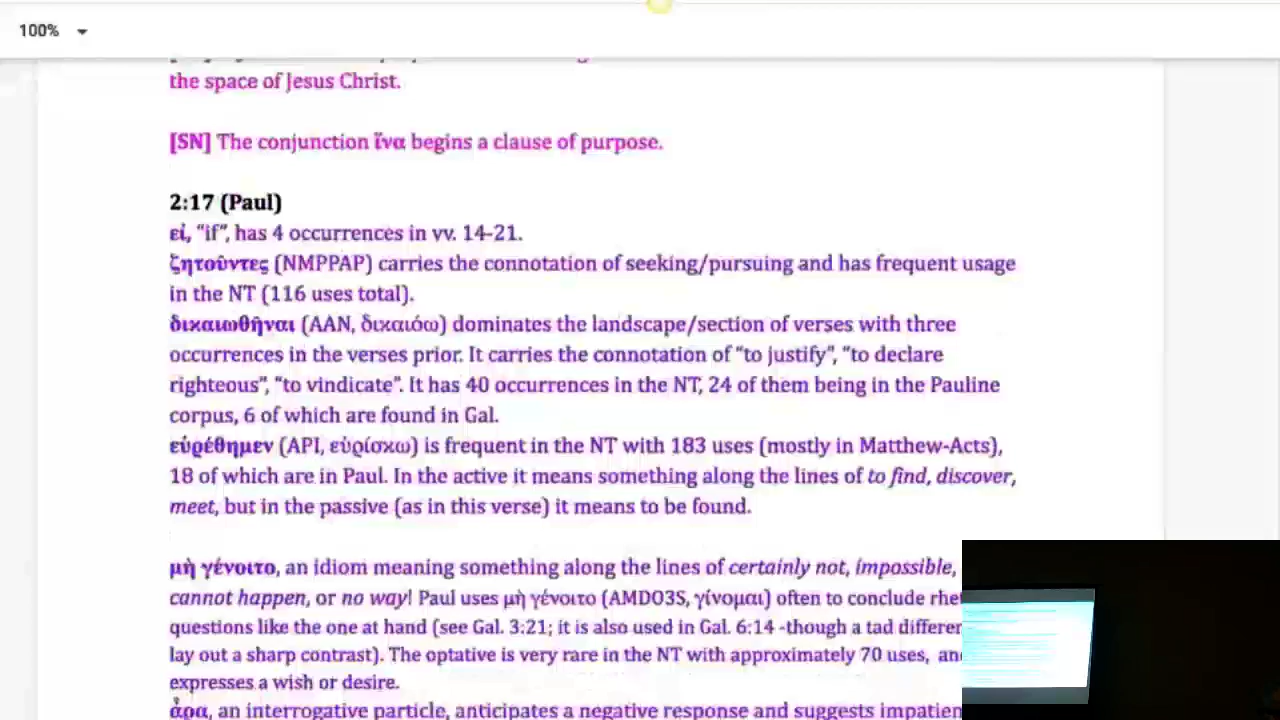 100%
the space of Jesus Christ.
[SN] The conjunction ἵνα begins a clause of purpose.
2:17 (Paul)
εἰ, “if”, has 4 occurrences in vv. 14-21.
ζητοῦντες (NMPPAP) carries the connotation of seeking/pursuing and has frequent usage
in the NT (116 uses total).
δικαιωθῆναι (AAN, δικαιόω) dominates the landscape/section of verses with three
occurrences in the verses prior. It carries the connotation of “to justify”, “to declare
righteous”, “to vindicate”. It has 40 occurrences in the NT, 24 of them being in the Pauline
corpus, 6 of which are found in Gal.
εὑρέθημεν (API, εὑρίσκω) is frequent in the NT with 183 uses (mostly in Matthew-Acts),
18 of which are in Paul. In the active it means something along the lines of to find, discover,
meet, but in the passive (as in this verse) it means to be found.
μὴ γένοιτο, an idiom meaning something along the lines of certainly not, impossible,
cannot happen, or no way! Paul uses μὴ γένοιτο (AMDO3S, γίνομαι) often to conclude
questions like the one at hand (see Gal. 3:21; it is also used in Gal. 6:14 -though a tad
lay out a sharp contrast). The optative is very rare in the NT with approximately 70 uses,
expresses a wish or desire.
ἆρα, an interrogative particle, anticipates a negative response and suggests